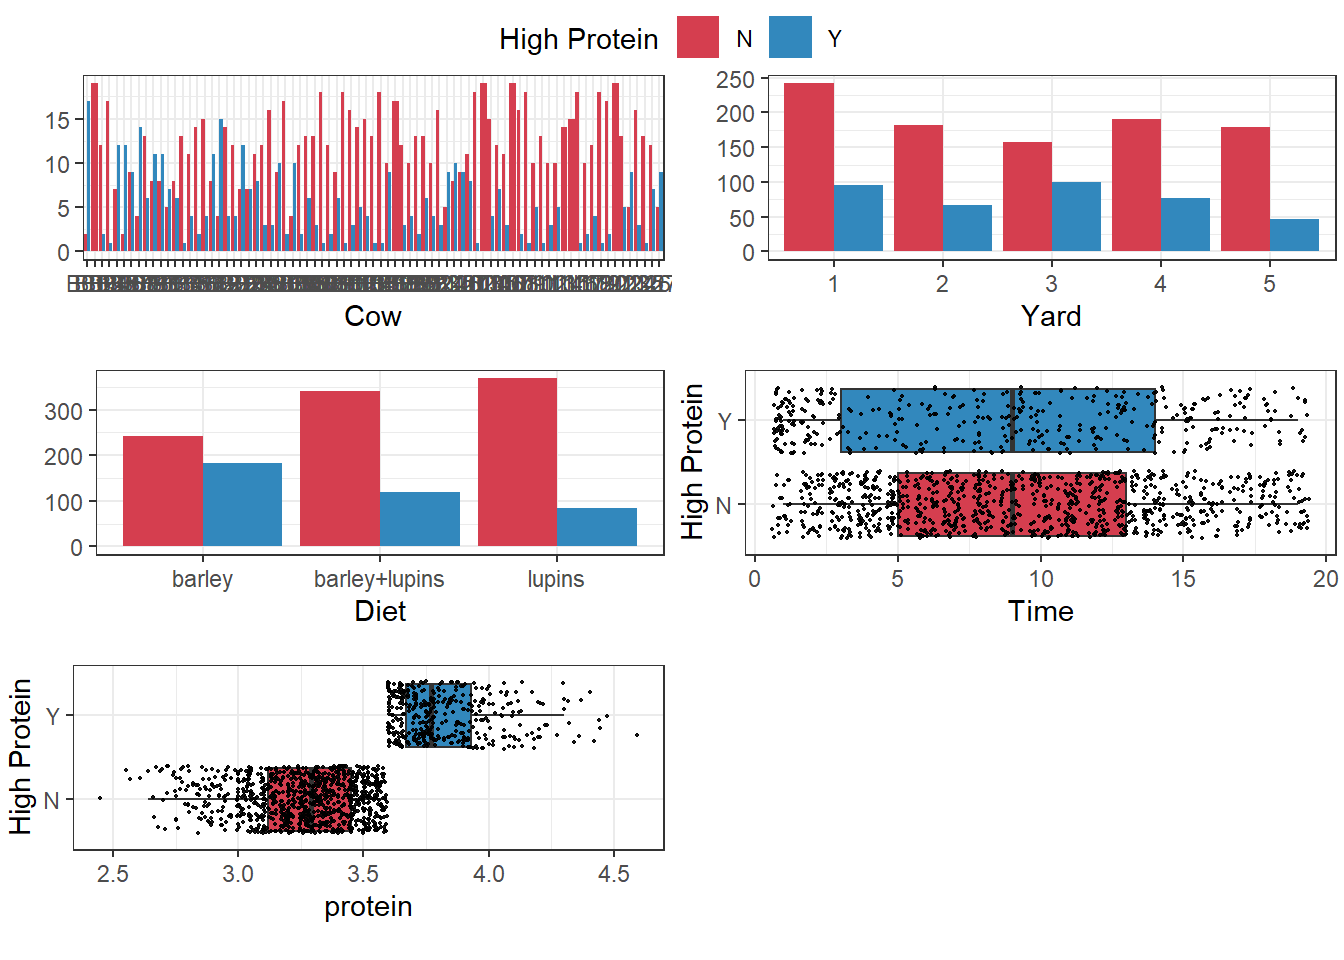 High Protein N Y
15
10
5
0
Cow
250
200
150
100
50
0
1 2 3 4 5
Yard
300
200
100
0
barley barley+lupins lupins
Diet
High Protein
Y
N
0 5 10 15 20
Time
High Protein
Y
N
2.5 3.0 3.5 4.0 4.5
protein